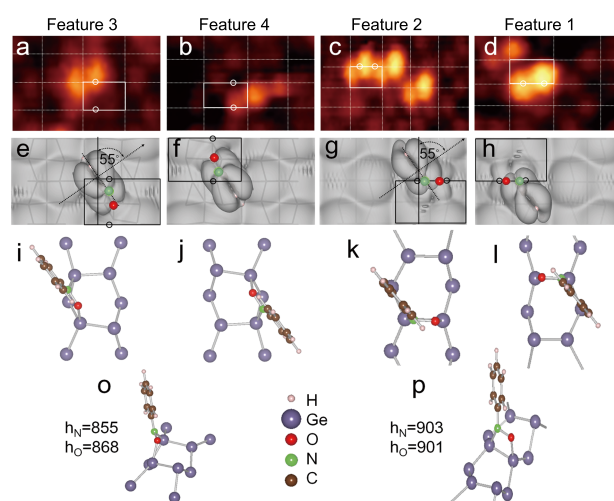 Feature 3 Feature 4 Feature 2 Feature 1
a b c d
e f g h
55° 55°
i j k l
o p
h_N=855 h_N=903
h_O=868 h_O=901
H
Ge
O
N
C